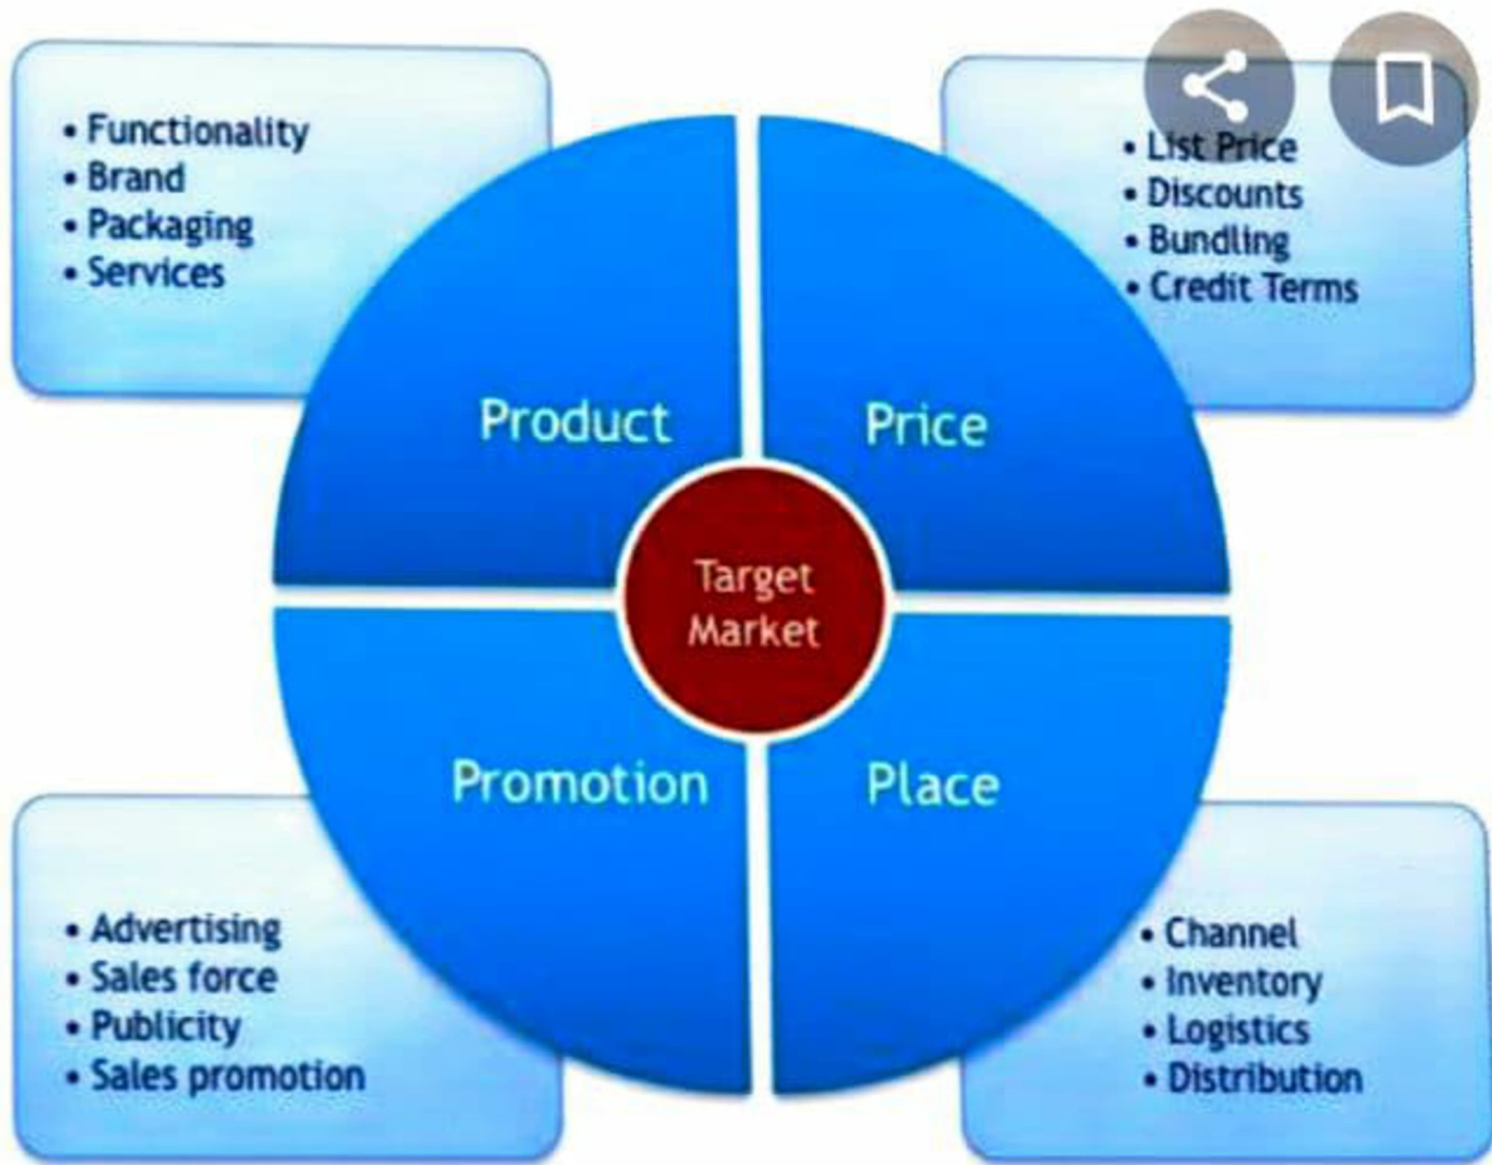 • Functionality
• Brand
• Packaging
• Services
• List Price
• Discounts
• Bundling
• Credit Terms
Product
Price
Target
Market
Promotion
Place
• Advertising
• Sales force
• Publicity
• Sales promotion
• Channel
• Inventory
• Logistics
• Distribution